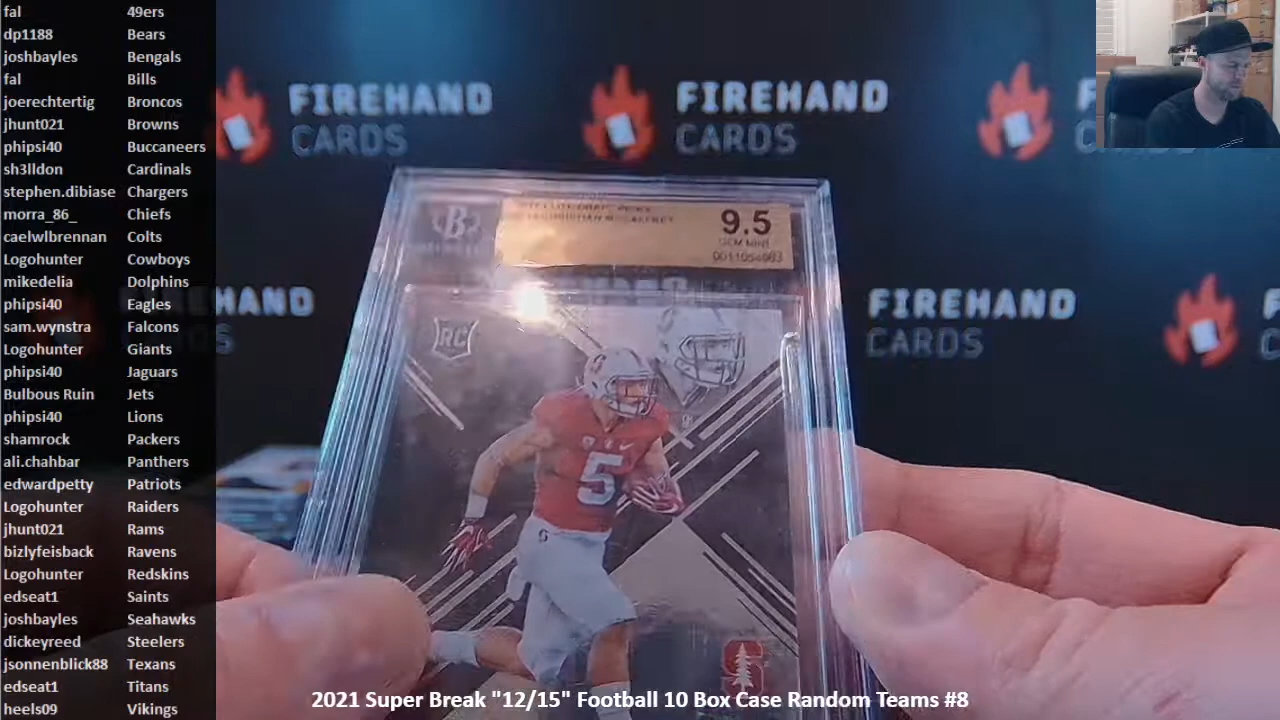 fal 49ers
dp1188 Bears
joshbayles Bengals
fal Bills
joerechtertig Broncos
jhunt021 Browns
phipsi40 Buccaneers
sh3lldon Cardinals
stephen.dibiase Chargers
morra_86_ Chiefs
caelwlbrennan Colts
Logohunter Cowboys
mikedelia Dolphins
phipsi40 Eagles
sam.wynstra Falcons
Logohunter Giants
phipsi40 Jaguars
Bulbous Ruin Jets
phipsi40 Lions
shamrock Packers
ali.chahbar Panthers
edwardpetty Patriots
Logohunter Raiders
jhunt021 Rams
bizlyfeisback Ravens
Logohunter Redskins
edseat1 Saints
joshbayles Seahawks
dickeyreed Steelers
jsonnenblick88 Texans
edseat1 Titans
heels09 Vikings
FIREHAND
CARDS
FIREHAND
CARDS
F
C
HAND
S
FIREHAND
CARDS
F
C
B
9.5
GEM MINT
RC
5
S
2021 Super Break "12/15" Football 10 Box Case Random Teams #8